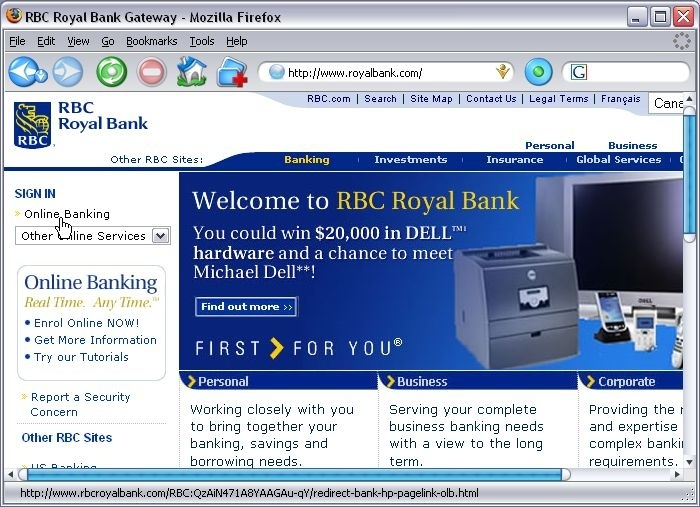 RBC Royal Bank Gateway - Mozilla Firefox
File Edit View Go Bookmarks Tools Help
http://www.royalbank.com/
G
RBC.com | Search | Site Map | Contact Us | Legal Terms | Français
Cana
RBC
RBC
Royal Bank
Personal Business
Other RBC Sites: Banking Investments Insurance Global Services
SIGN IN
Online Banking
Other Online Services
Online Banking
Real Time. Any Time.™
• Enrol Online NOW!
• Get More Information
• Try our Tutorials
Report a Security
Concern
Other RBC Sites
US Banking
Welcome to RBC Royal Bank
You could win $20,000 in DELL™¹
hardware and a chance to meet
Michael Dell**!
Find out more >>
FIRST > FOR YOU®
DELL
Personal
Working closely with you
to bring together your
banking, savings and
borrowing needs.
Business
Serving your complete
business banking needs
with a view to the long
term.
Corporate
Providing the
and expertise
complex banki
requirements.
http://www.rbcroyalbank.com/RBC:QzAiN471A8YAAGAu-qY/redirect-bank-hp-pagelink-olb.html